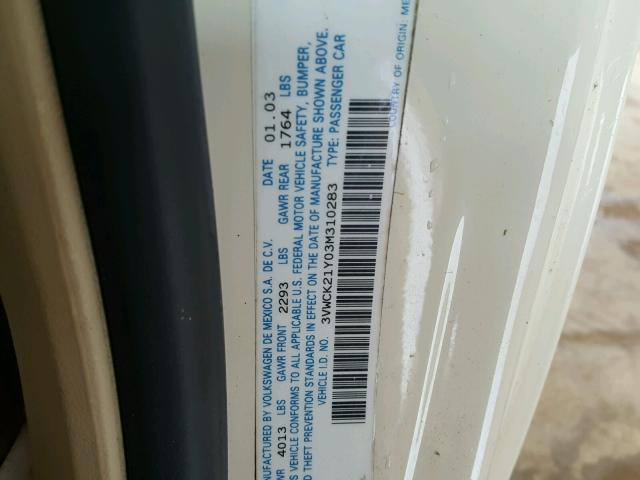 MANUFACTURED BY VOLKSWAGEN DE MEXICO S.A. DE C.V. DATE 01.03
4013 LBS GAWR FRONT 2293 LBS GAWR REAR 1764 LBS
VEHICLE CONFORMS TO ALL APPLICABLE U.S. FEDERAL MOTOR VEHICLE SAFETY, BUMPER,
THEFT PREVENTION STANDARDS IN EFFECT ON THE DATE OF MANUFACTURE SHOWN ABOVE.
VEHICLE I.D. NO. 3VWCK21Y03M310283 TYPE: PASSENGER CAR
COUNTRY OF ORIGIN: ME